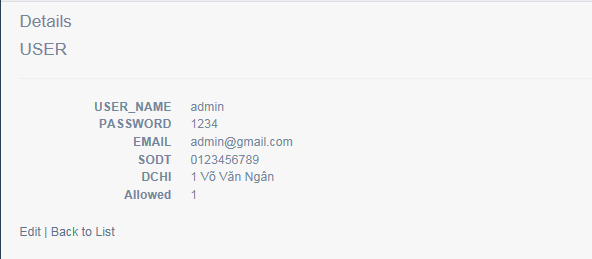 Details
USER
USER_NAME admin
PASSWORD 1234
EMAIL admin@gmail.com
SODT 0123456789
DCHI 1 Võ Văn Ngân
Allowed 1
Edit | Back to List